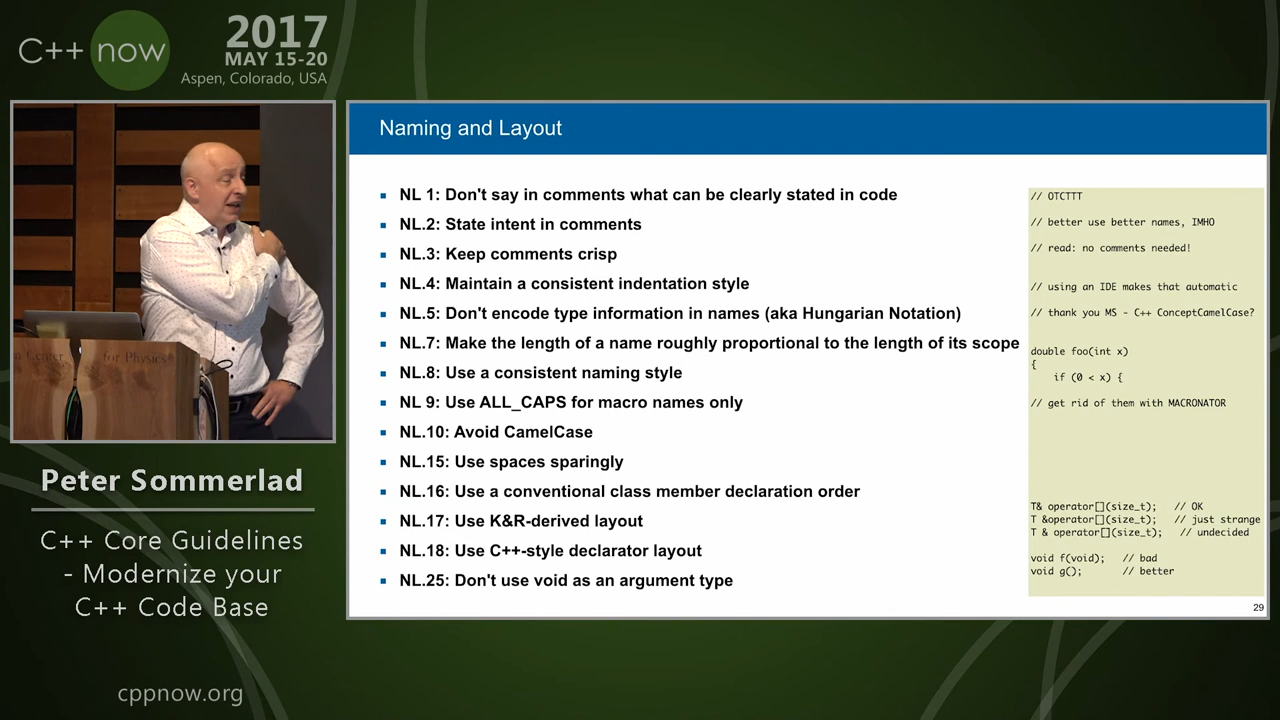 C++ now
2017
MAY 15-20
Aspen, Colorado, USA
Naming and Layout
▪ NL 1: Don't say in comments what can be clearly stated in code
▪ NL.2: State intent in comments
▪ NL.3: Keep comments crisp
▪ NL.4: Maintain a consistent indentation style
▪ NL.5: Don't encode type information in names (aka Hungarian Notation)
▪ NL.7: Make the length of a name roughly proportional to the length of its scope
▪ NL.8: Use a consistent naming style
▪ NL 9: Use ALL_CAPS for macro names only
▪ NL.10: Avoid CamelCase
▪ NL.15: Use spaces sparingly
▪ NL.16: Use a conventional class member declaration order
▪ NL.17: Use K&R-derived layout
▪ NL.18: Use C++-style declarator layout
▪ NL.25: Don't use void as an argument type
// OTCTTT
// better use better names, IMHO
// read: no comments needed!
// using an IDE makes that automatic
// thank you MS - C++ ConceptCamelCase?
double foo(int x)
{
if (0 < x) {
// get rid of them with MACRONATOR
T& operator[](size_t); // OK
T &operator[](size_t); // just strange
T & operator[](size_t); // undecided
void f(void); // bad
void g(); // better
29
Center for Physics
Peter Sommerlad
C++ Core Guidelines
- Modernize your
C++ Code Base
cppnow.org